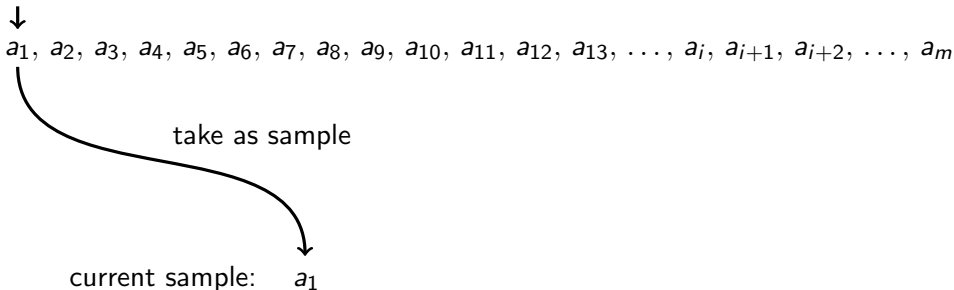 a₁, a₂, a₃, a₄, a₅, a₆, a₇, a₈, a₉, a₁₀, a₁₁, a₁₂, a₁₃, …, aᵢ, aᵢ₊₁, aᵢ₊₂, …, aₘ
take as sample
current sample: a₁